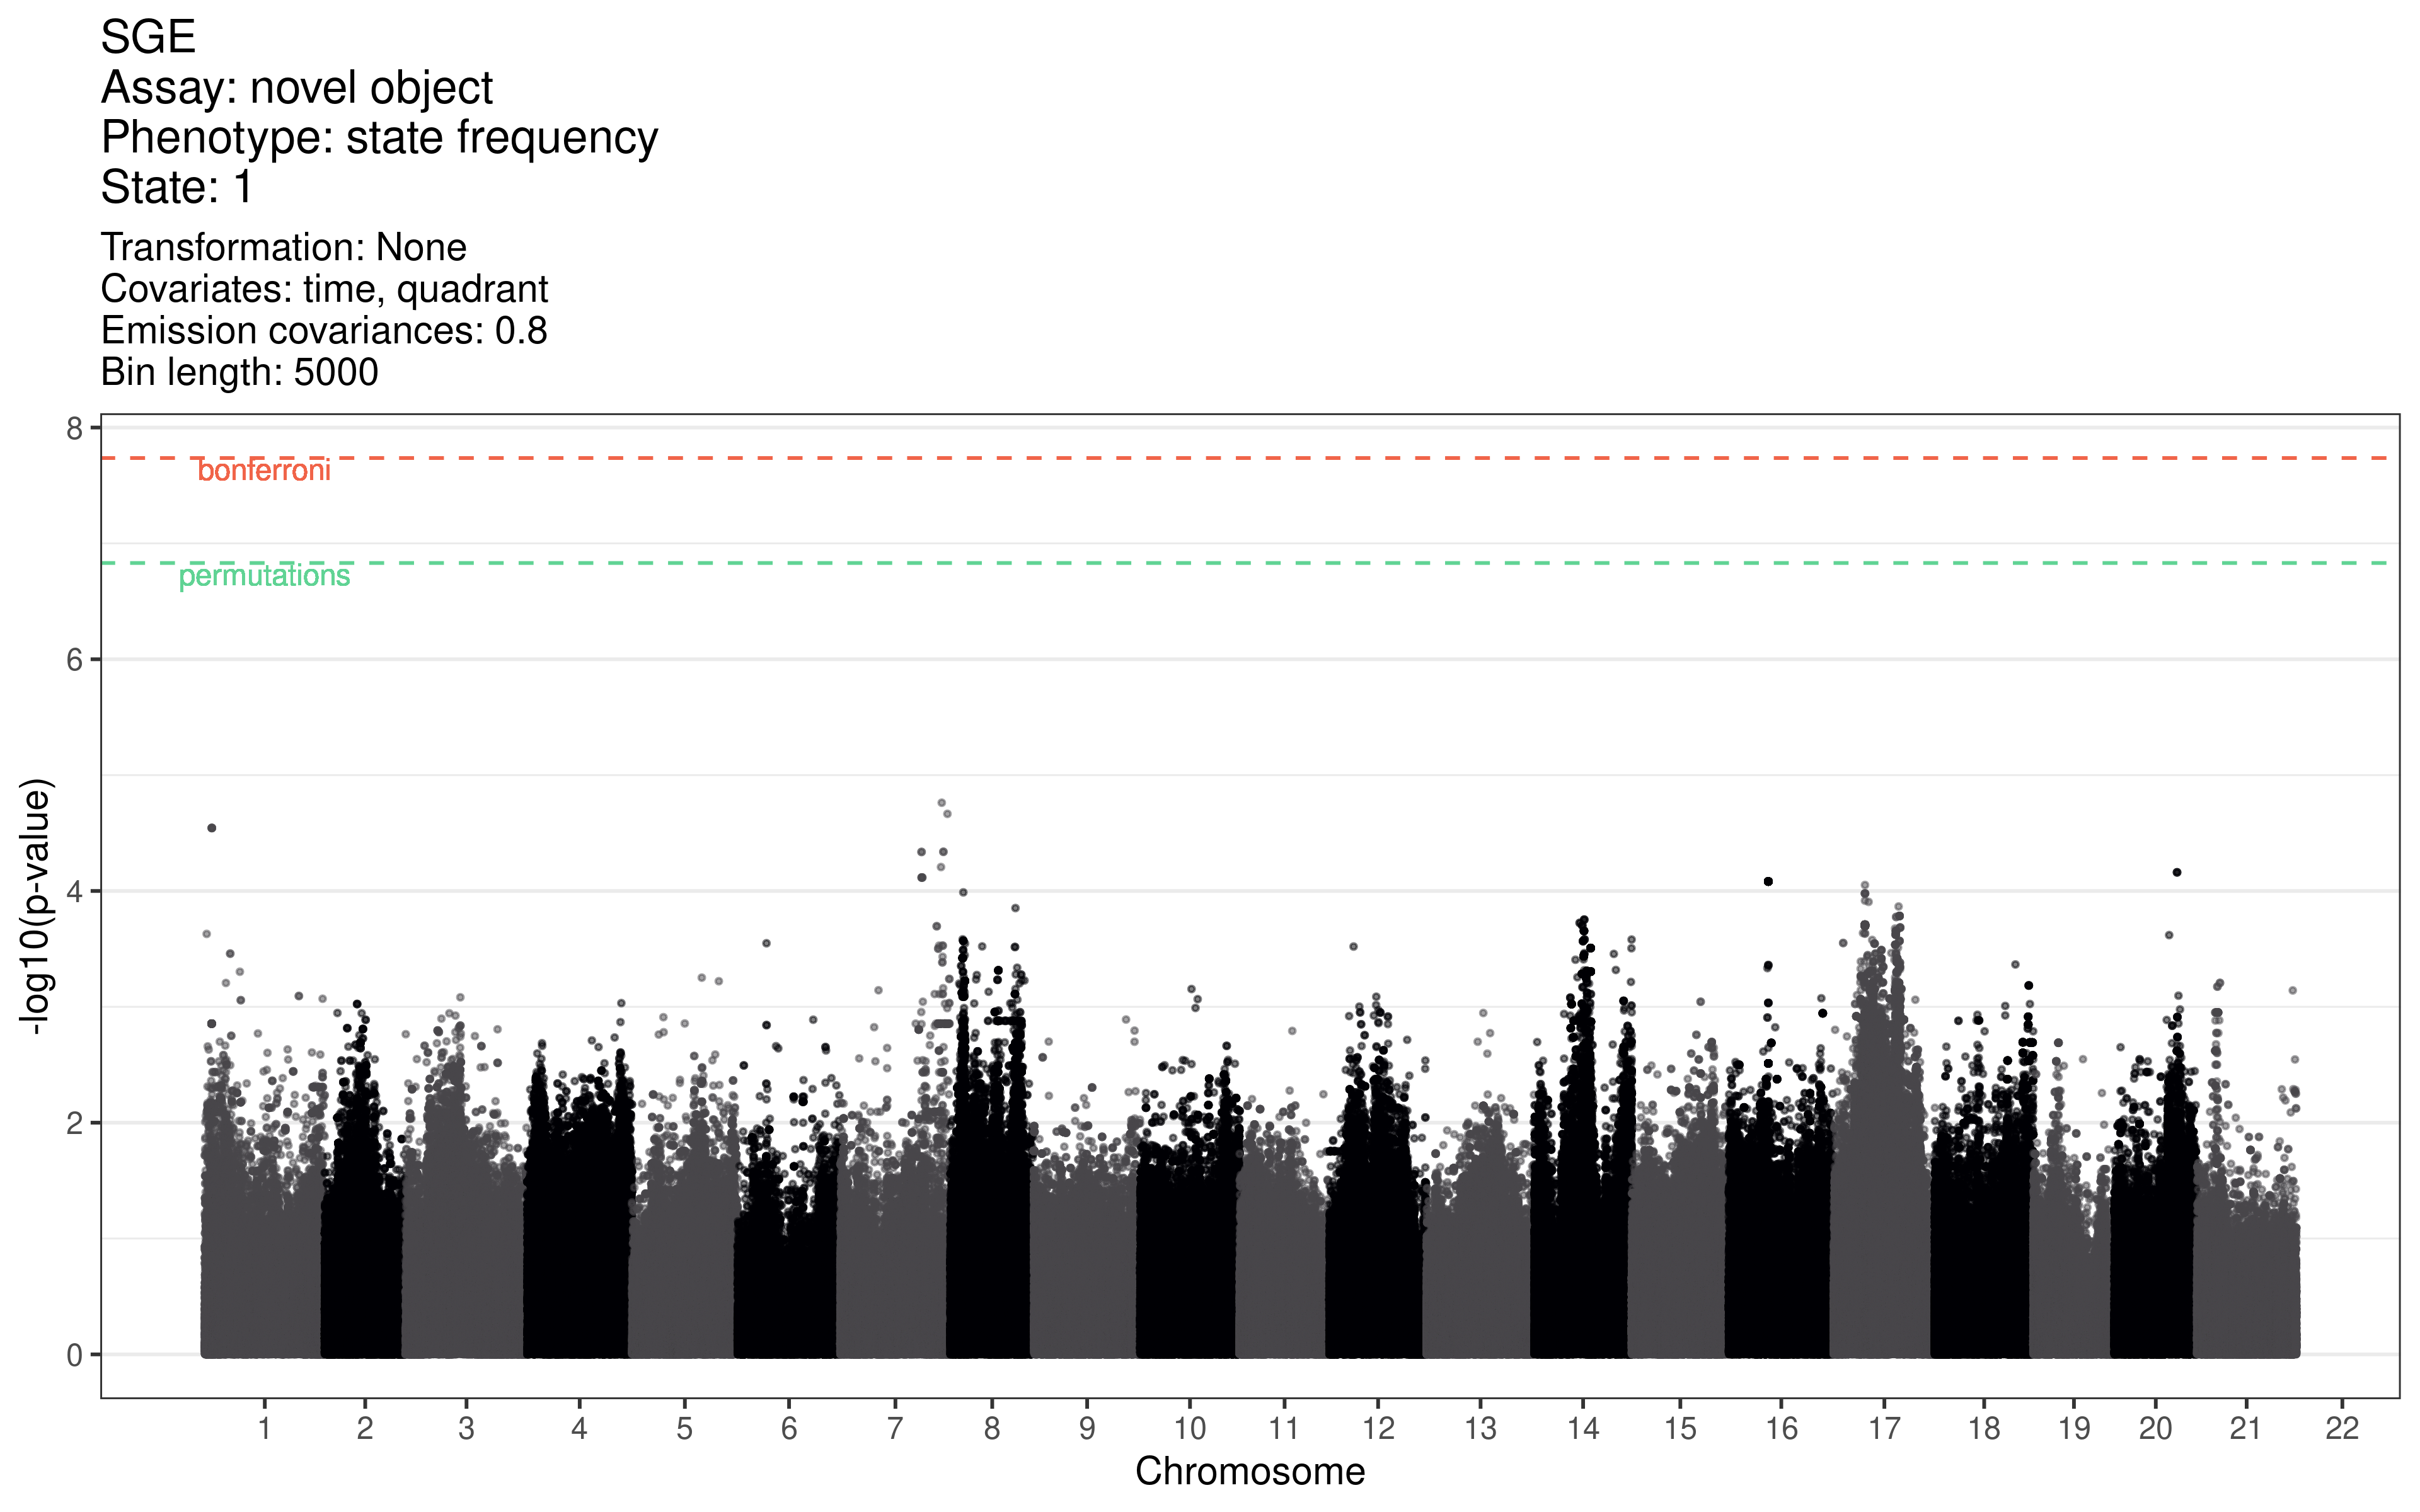 SGE
Assay: novel object
Phenotype: state frequency
State: 1
Transformation: None
Covariates: time, quadrant
Emission covariances: 0.8
Bin length: 5000
8
bonferroni
permutations
6
4
2
0
-log10(p-value)
1 2 3 4 5 6 7 8 9 10 11 12 13 14 15 16 17 18 19 20 21 22
Chromosome